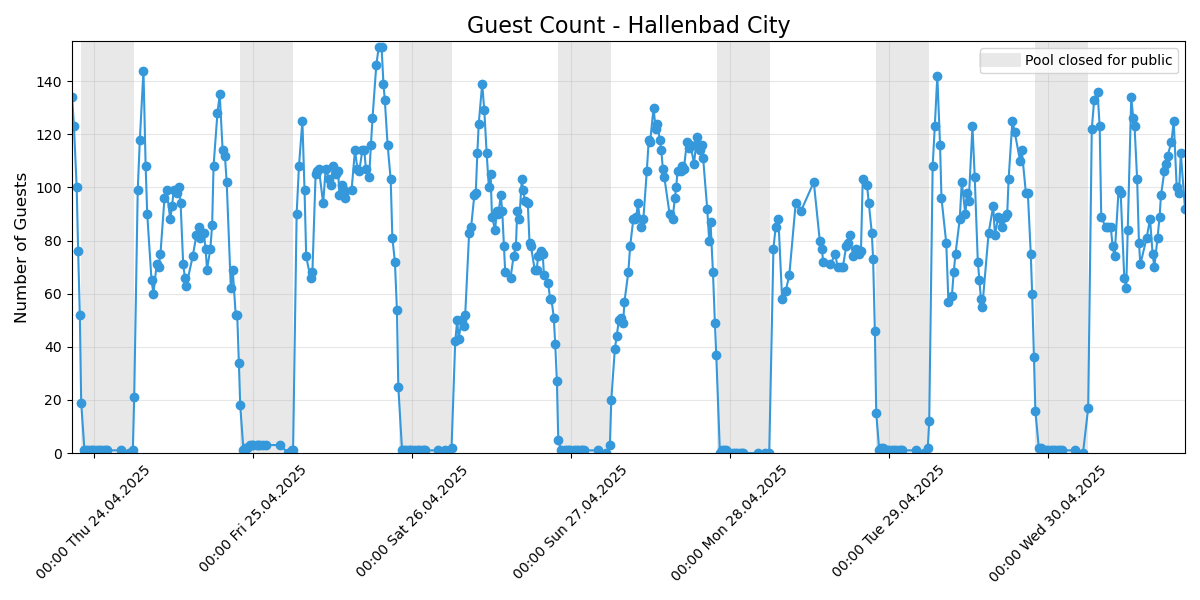 Guest Count - Hallenbad City
Pool closed for public
Number of Guests
140
120
100
80
60
40
20
0
00:00 Thu 24.04.2025
00:00 Fri 25.04.2025
00:00 Sat 26.04.2025
00:00 Sun 27.04.2025
00:00 Mon 28.04.2025
00:00 Tue 29.04.2025
00:00 Wed 30.04.2025